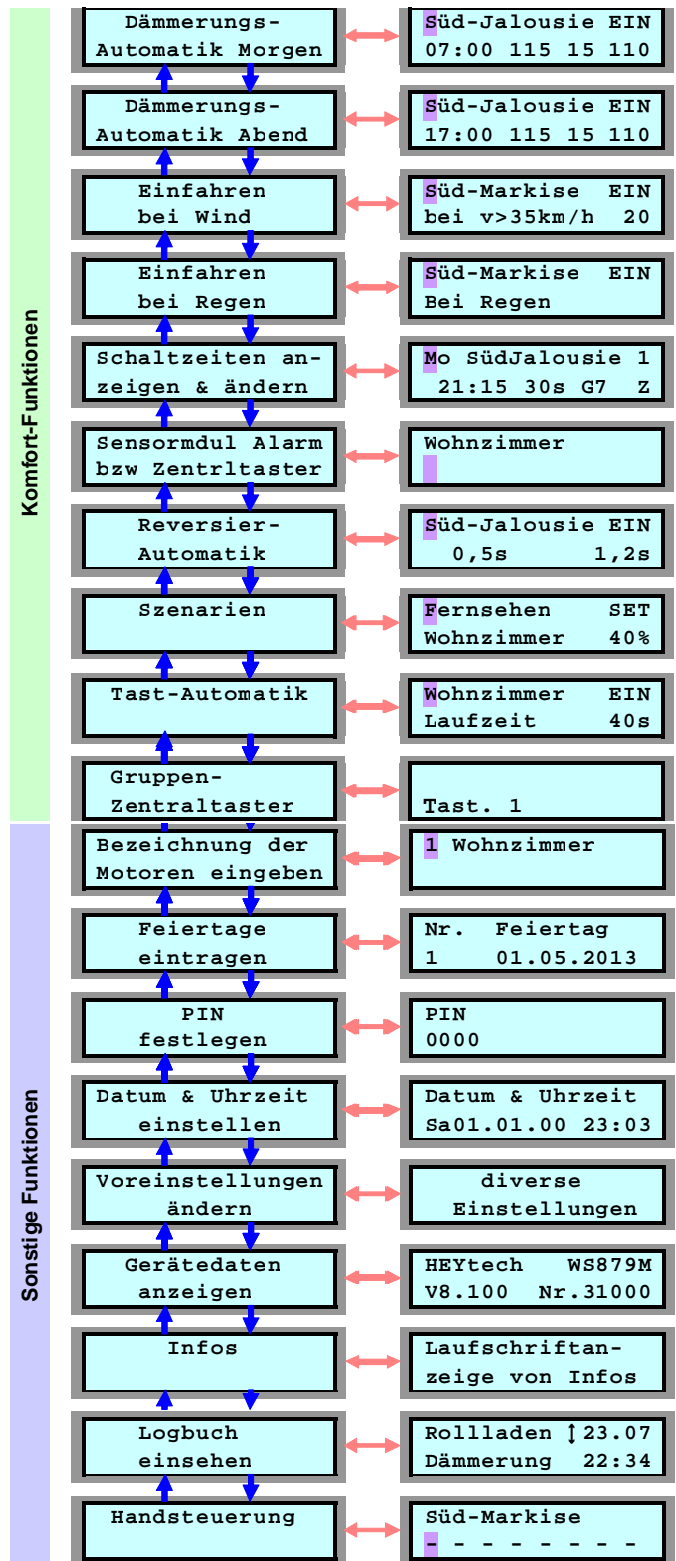 Komfort-Funktionen
Dämmerungs-
Automatik Morgen
Süd-Jalousie EIN
07:00 115 15 110
Dämmerungs-
Automatik Abend
Süd-Jalousie EIN
17:00 115 15 110
Einfahren
bei Wind
Süd-Markise EIN
bei v>35km/h 20
Einfahren
bei Regen
Süd-Markise EIN
Bei Regen
Schaltzeiten an-
zeigen & ändern
Mo SüdJalousie 1
21:15 30s G7 Z
Sensormdul Alarm
bzw Zentrltaster
Wohnzimmer
Reversier-
Automatik
Süd-Jalousie EIN
0,5s 1,2s
Szenarien
Fernsehen SET
Wohnzimmer 40%
Tast-Automatik
Wohnzimmer EIN
Laufzeit 40s
Gruppen-
Zentraltaster
Tast. 1
Sonstige Funktionen
Bezeichnung der
Motoren eingeben
1 Wohnzimmer
Feiertage
eintragen
Nr. Feiertag
1 01.05.2013
PIN
festlegen
PIN
0000
Datum & Uhrzeit
einstellen
Datum & Uhrzeit
Sa01.01.00 23:03
Voreinstellungen
ändern
diverse
Einstellungen
Gerätedaten
anzeigen
HEYtech WS879M
V8.100 Nr.31000
Infos
Laufschriftan-
zeige von Infos
Logbuch
einsehen
Rollladen ↕23.07
Dämmerung 22:34
Handsteuerung
Süd-Markise
- - - - - - - -